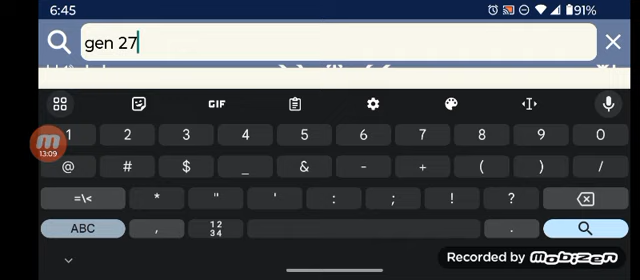 6:45
91%
gen 27
GIF
1 2 3 4 5 6 7 8 9 0
13:09
@ # $ _ & - + ( ) /
=\< * " ' : ; ! ?
ABC , 12 .
34
Recorded by mobizen